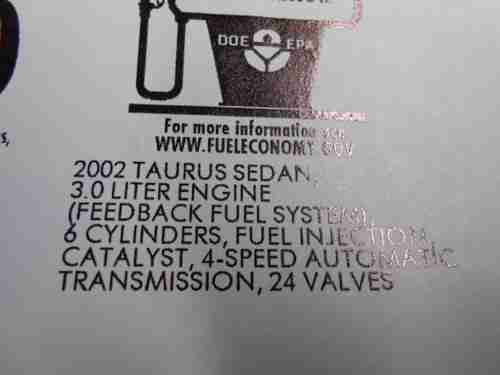 DOE EPA
For more information see
WWW.FUELECONOMY.GOV
2002 TAURUS SEDAN,
3.0 LITER ENGINE
(FEEDBACK FUEL SYSTEM),
6 CYLINDERS, FUEL INJECTION,
CATALYST, 4-SPEED AUTOMATIC
TRANSMISSION, 24 VALVES